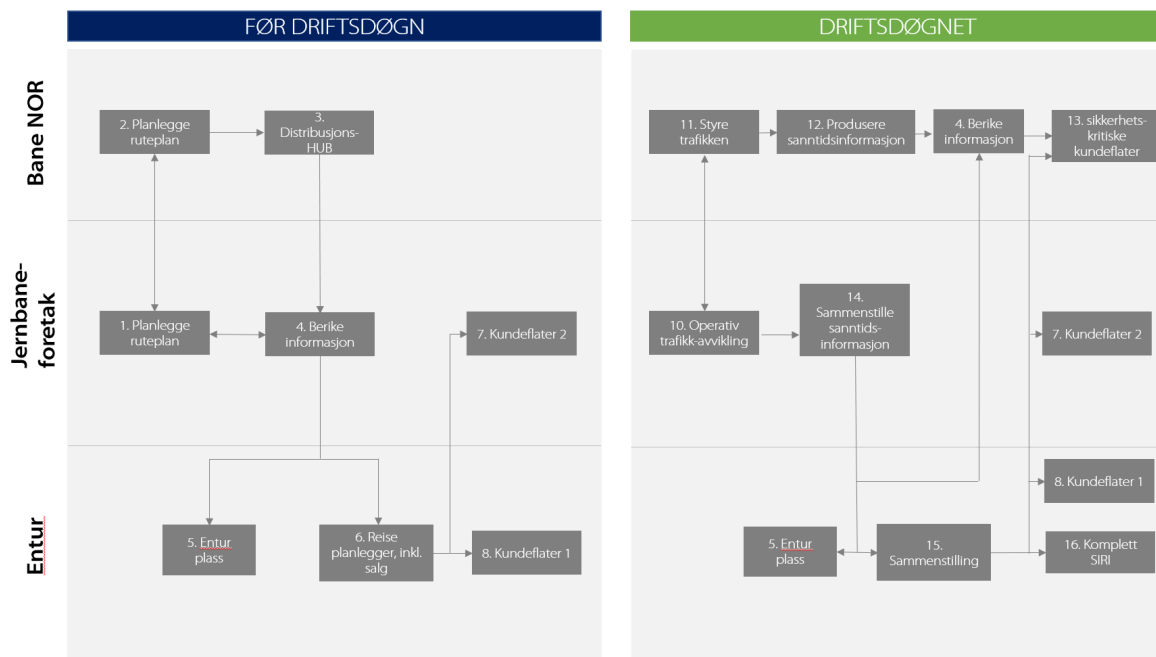 FØR DRIFTSDØGN
DRIFTSDØGNET
Bane NOR
2. Planlegge
ruteplan
3.
Distribusjons-
HUB
11. Styre
trafikken
12. Produsere
sanntidsinformasjon
4. Berike
informasjon
13. sikkerhets-
kritiske
kundeflater
Jernbane-
foretak
1. Planlegge
ruteplan
4. Berike
informasjon
7. Kundeflater 2
10. Operativ
trafikk-avvikling
14.
Sammenstille
sanntids-
informasjon
7. Kundeflater 2
Entur
5. Entur
plass
6. Reise
planlegger, inkl.
salg
8. Kundeflater 1
5. Entur
plass
15.
Sammenstilling
8. Kundeflater 1
16. Komplett
SIRI